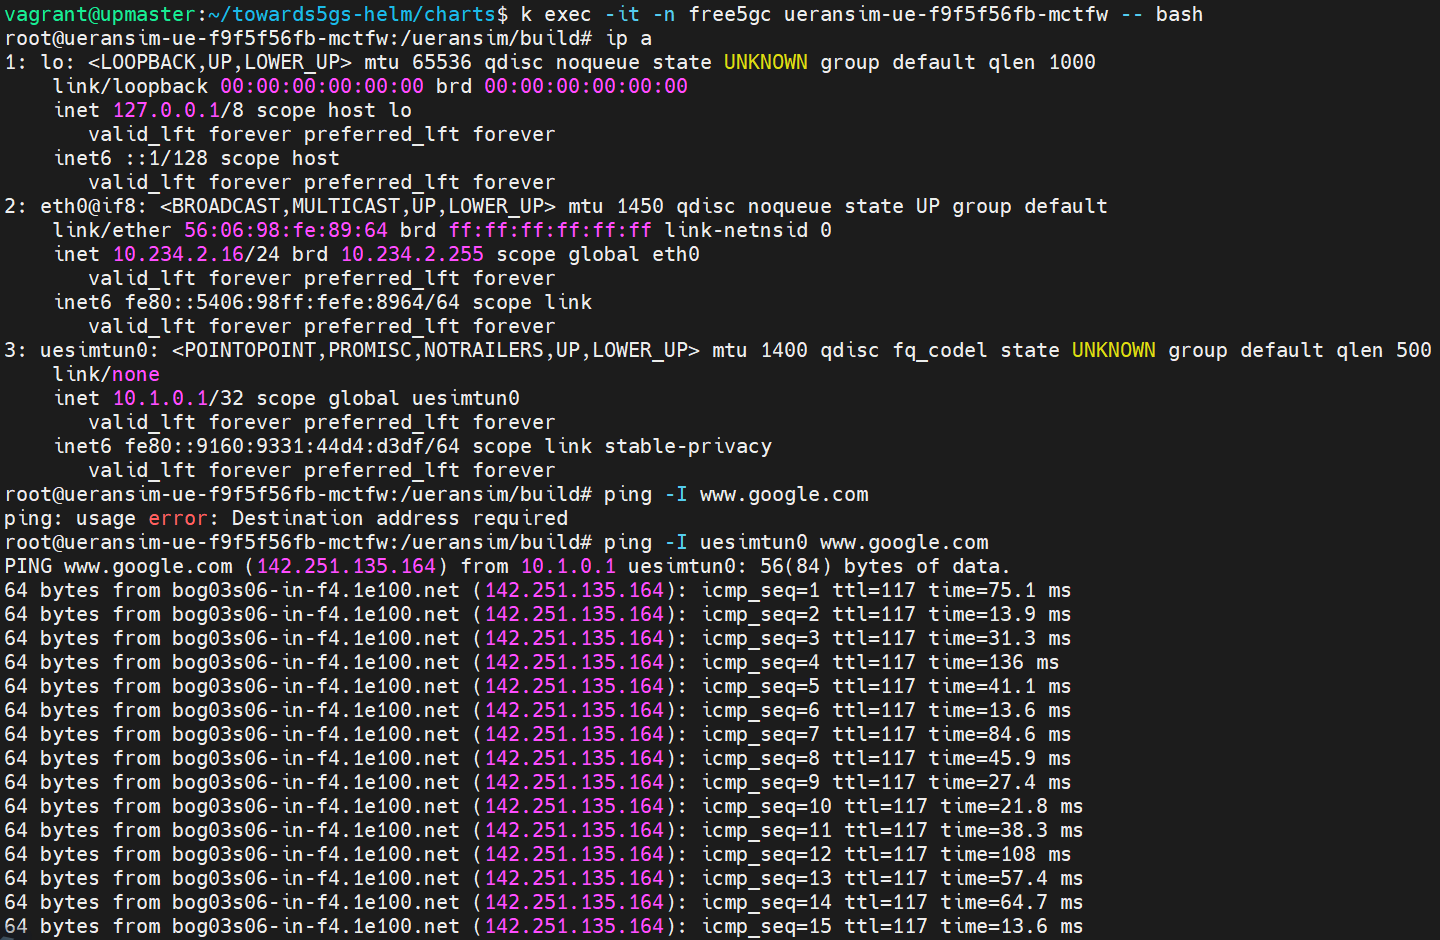 vagrant@upmaster:~/towards5gs-helm/charts$ k exec -it -n free5gc ueransim-ue-f9f5f56fb-mctfw -- bash
root@ueransim-ue-f9f5f56fb-mctfw:/ueransim/build# ip a
1: lo: <LOOPBACK,UP,LOWER_UP> mtu 65536 qdisc noqueue state UNKNOWN group default qlen 1000
    link/loopback 00:00:00:00:00:00 brd 00:00:00:00:00:00
    inet 127.0.0.1/8 scope host lo
       valid_lft forever preferred_lft forever
    inet6 ::1/128 scope host
       valid_lft forever preferred_lft forever
2: eth0@if8: <BROADCAST,MULTICAST,UP,LOWER_UP> mtu 1450 qdisc noqueue state UP group default
    link/ether 56:06:98:fe:89:64 brd ff:ff:ff:ff:ff:ff link-netnsid 0
    inet 10.234.2.16/24 brd 10.234.2.255 scope global eth0
       valid_lft forever preferred_lft forever
    inet6 fe80::5406:98ff:fefe:8964/64 scope link
       valid_lft forever preferred_lft forever
3: uesimtun0: <POINTOPOINT,PROMISC,NOTRAILERS,UP,LOWER_UP> mtu 1400 qdisc fq_codel state UNKNOWN group default qlen 500
    link/none
    inet 10.1.0.1/32 scope global uesimtun0
       valid_lft forever preferred_lft forever
    inet6 fe80::9160:9331:44d4:d3df/64 scope link stable-privacy
       valid_lft forever preferred_lft forever
root@ueransim-ue-f9f5f56fb-mctfw:/ueransim/build# ping -I www.google.com
ping: usage error: Destination address required
root@ueransim-ue-f9f5f56fb-mctfw:/ueransim/build# ping -I uesimtun0 www.google.com
PING www.google.com (142.251.135.164) from 10.1.0.1 uesimtun0: 56(84) bytes of data.
64 bytes from bog03s06-in-f4.1e100.net (142.251.135.164): icmp_seq=1 ttl=117 time=75.1 ms
64 bytes from bog03s06-in-f4.1e100.net (142.251.135.164): icmp_seq=2 ttl=117 time=13.9 ms
64 bytes from bog03s06-in-f4.1e100.net (142.251.135.164): icmp_seq=3 ttl=117 time=31.3 ms
64 bytes from bog03s06-in-f4.1e100.net (142.251.135.164): icmp_seq=4 ttl=117 time=136 ms
64 bytes from bog03s06-in-f4.1e100.net (142.251.135.164): icmp_seq=5 ttl=117 time=41.1 ms
64 bytes from bog03s06-in-f4.1e100.net (142.251.135.164): icmp_seq=6 ttl=117 time=13.6 ms
64 bytes from bog03s06-in-f4.1e100.net (142.251.135.164): icmp_seq=7 ttl=117 time=84.6 ms
64 bytes from bog03s06-in-f4.1e100.net (142.251.135.164): icmp_seq=8 ttl=117 time=45.9 ms
64 bytes from bog03s06-in-f4.1e100.net (142.251.135.164): icmp_seq=9 ttl=117 time=27.4 ms
64 bytes from bog03s06-in-f4.1e100.net (142.251.135.164): icmp_seq=10 ttl=117 time=21.8 ms
64 bytes from bog03s06-in-f4.1e100.net (142.251.135.164): icmp_seq=11 ttl=117 time=38.3 ms
64 bytes from bog03s06-in-f4.1e100.net (142.251.135.164): icmp_seq=12 ttl=117 time=108 ms
64 bytes from bog03s06-in-f4.1e100.net (142.251.135.164): icmp_seq=13 ttl=117 time=57.4 ms
64 bytes from bog03s06-in-f4.1e100.net (142.251.135.164): icmp_seq=14 ttl=117 time=64.7 ms
64 bytes from bog03s06-in-f4.1e100.net (142.251.135.164): icmp_seq=15 ttl=117 time=13.6 ms